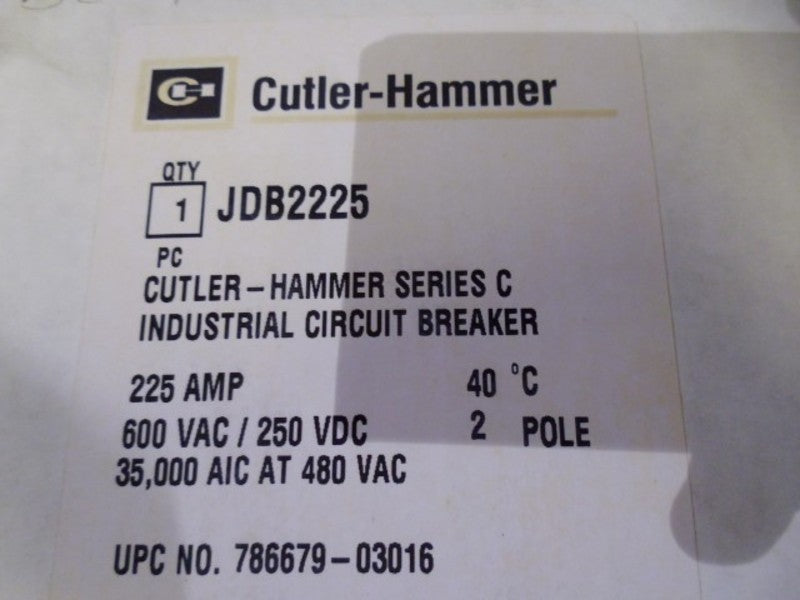 Cutler-Hammer
QTY
1 JDB2225
PC
CUTLER-HAMMER SERIES C
INDUSTRIAL CIRCUIT BREAKER
225 AMP 40 °C
600 VAC / 250 VDC 2 POLE
35,000 AIC AT 480 VAC
UPC NO. 786679-03016